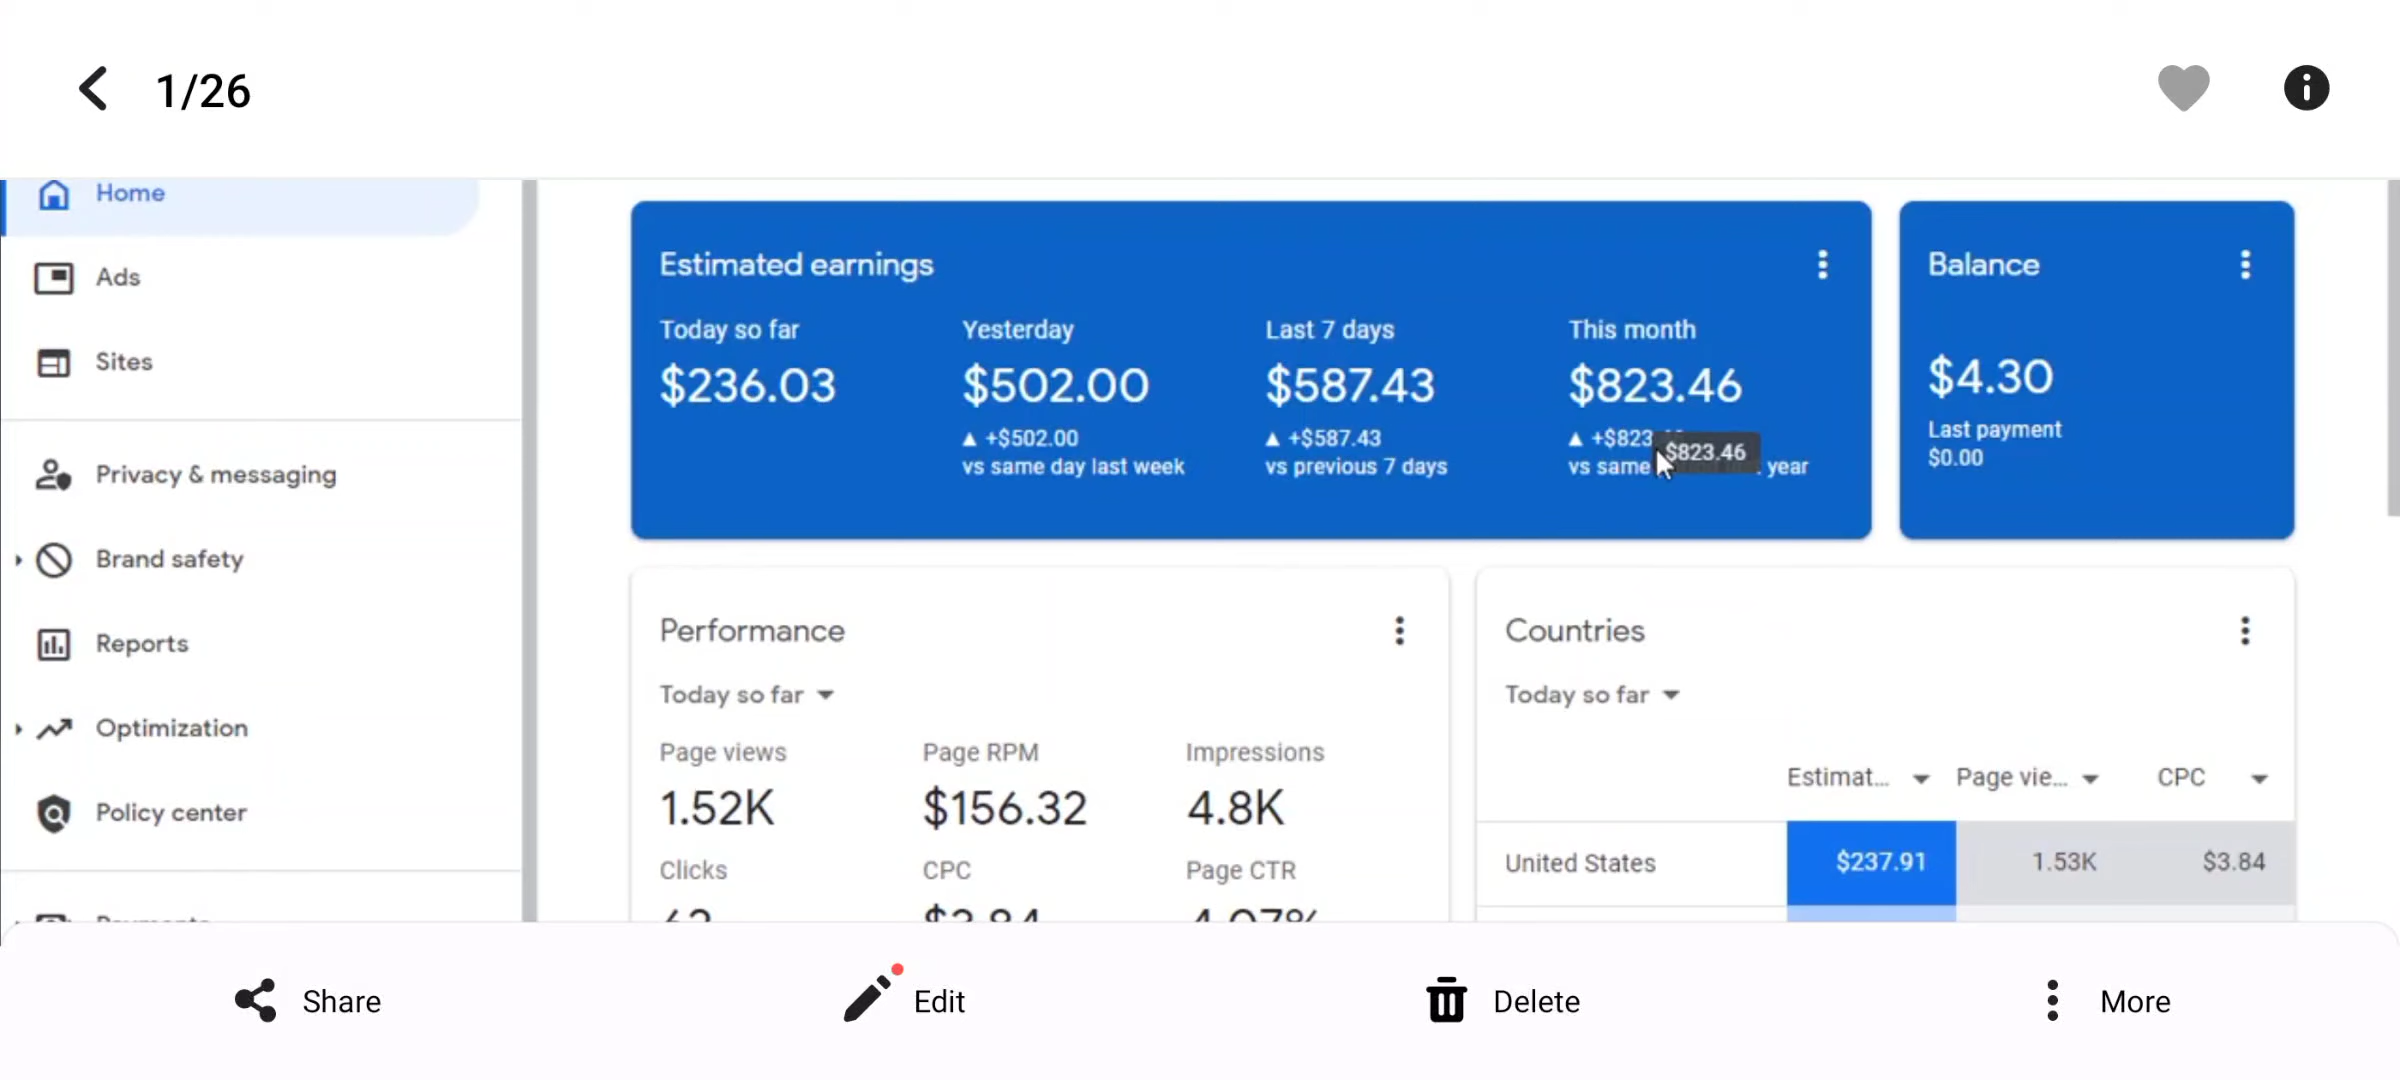 1/26
Home
Ads
Sites
Privacy & messaging
Brand safety
Reports
Optimization
Policy center
Estimated earnings
Today so far
$236.03
Yesterday
$502.00
▲ +$502.00
vs same day last week
Last 7 days
$587.43
▲ +$587.43
vs previous 7 days
This month
$823.46
▲ +$823
vs same year
$823.46
Balance
$4.30
Last payment
$0.00
Performance
Today so far
Page views Page RPM Impressions
1.52K $156.32 4.8K
Clicks CPC Page CTR
Countries
Today so far
Estimat... Page vie... CPC
United States $237.91 1.53K $3.84
Share Edit Delete More